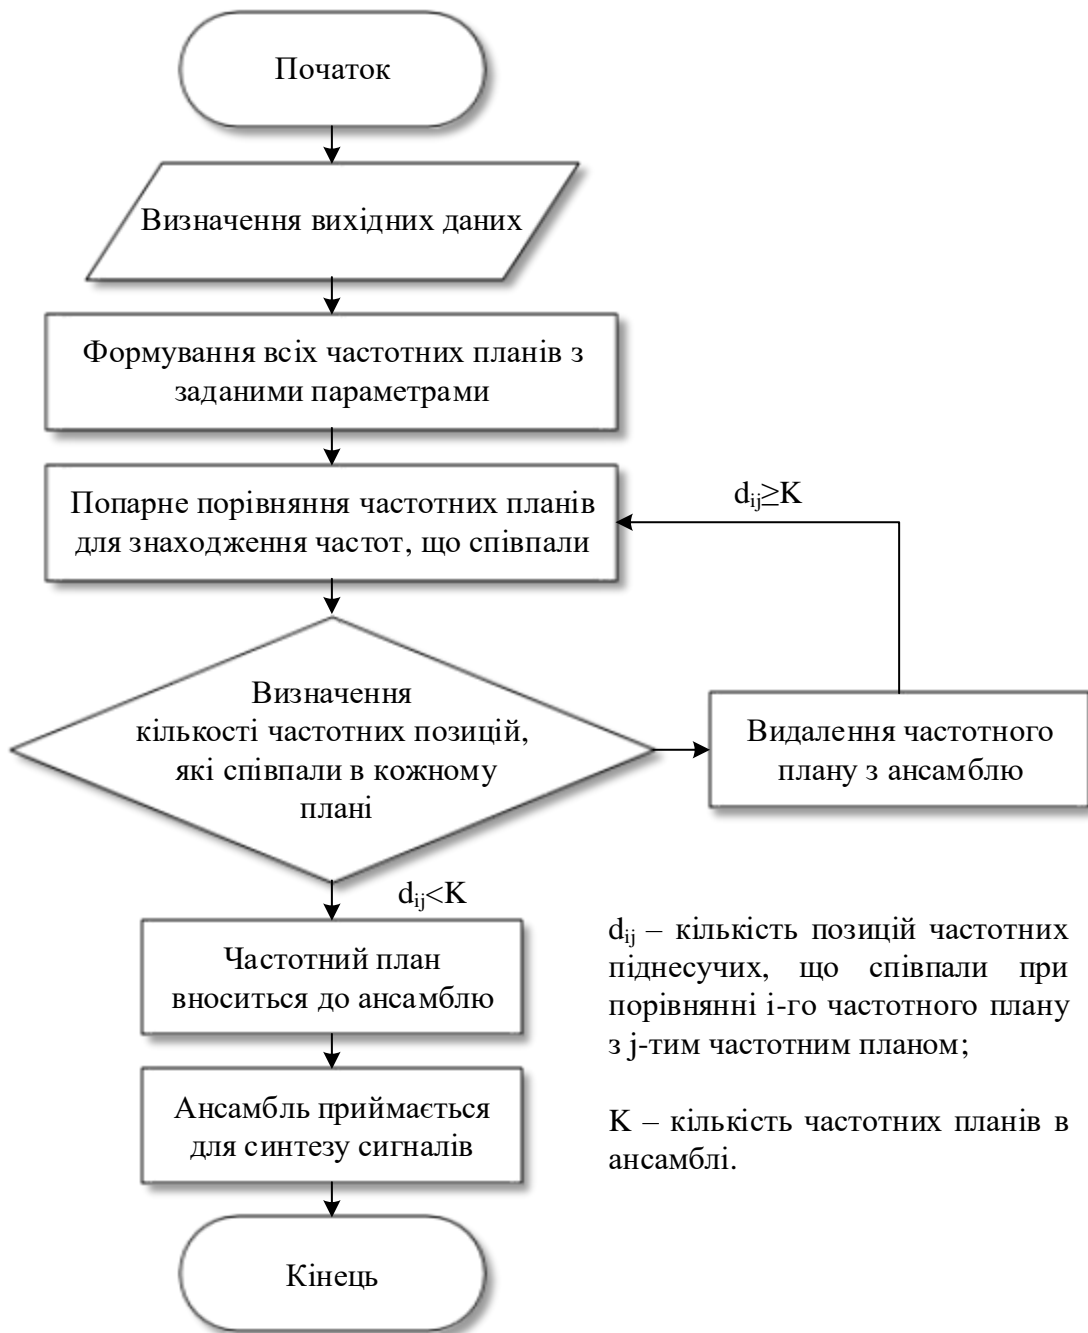 Початок
Визначення вихідних даних
Формування всіх частотних планів з
заданими параметрами
Попарне порівняння частотних планів
для знаходження частот, що співпали
dij≥K
Визначення
кількості частотних позицій,
які співпали в кожному
плані
Видалення частотного
плану з ансамблю
dij<K
Частотний план
вноситься до ансамблю
Ансамбль приймається
для синтезу сигналів
Кінець
dij – кількість позицій частотних
піднесучих, що співпали при
порівнянні i-го частотного плану
з j-тим частотним планом;
K – кількість частотних планів в
ансамблі.